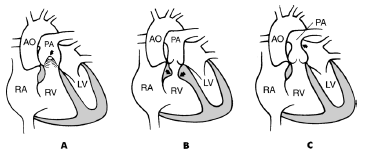 PA
AO PA AO PA AO
RA RV LV RA RV LV RA RV LV
A B C